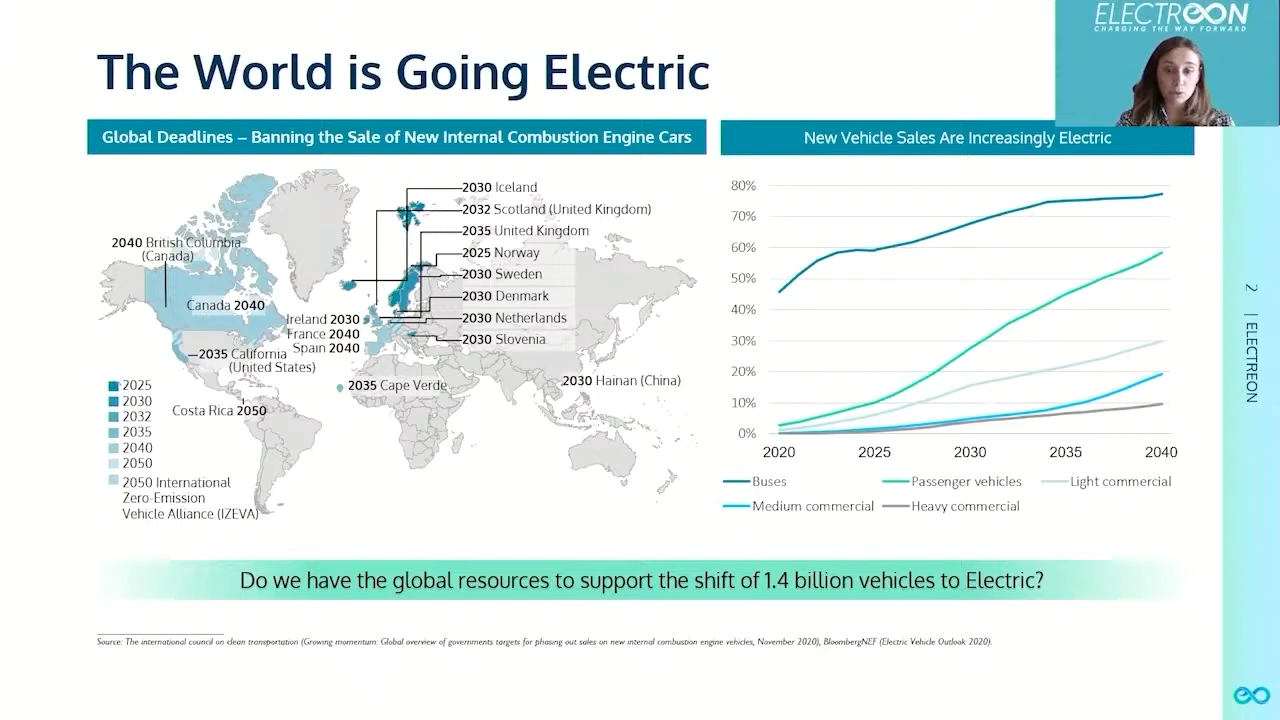 ELECTREON
CHARGING THE WAY FORWARD
The World is Going Electric
Global Deadlines – Banning the Sale of New Internal Combustion Engine Cars
2030 Iceland
2032 Scotland (United Kingdom)
2035 United Kingdom
2025 Norway
2030 Sweden
2030 Denmark
2030 Netherlands
2030 Slovenia
2040 British Columbia
(Canada)
Canada 2040
Ireland 2030
France 2040
Spain 2040
2035 California
(United States)
2035 Cape Verde
2030 Hainan (China)
Costa Rica 2050
2025
2030
2032
2035
2040
2050
2050 International
Zero-Emission
Vehicle Alliance (IZEVA)
New Vehicle Sales Are Increasingly Electric
80%
70%
60%
50%
40%
30%
20%
10%
0%
2020 2025 2030 2035 2040
Buses Passenger vehicles Light commercial
Medium commercial Heavy commercial
Do we have the global resources to support the shift of 1.4 billion vehicles to Electric?
Source: The international council on clean transportation (Growing momentum: Global overview of governments targets for phasing out sales on new internal combustion engine vehicles, November 2020), BloombergNEF (Electric Vehicle Outlook 2020).
2 | ELECTREON